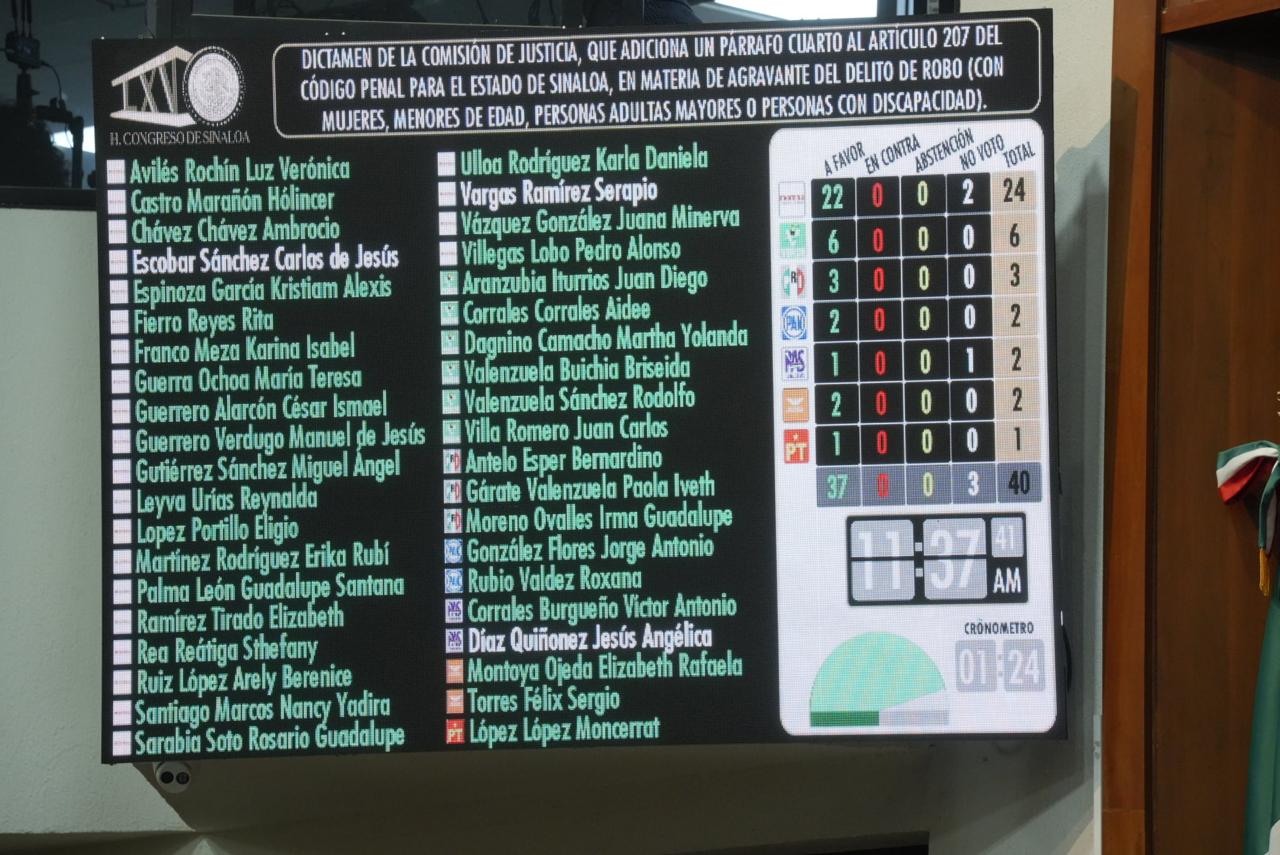 LXV
H. CONGRESO DE SINALOA
DICTAMEN DE LA COMISIÓN DE JUSTICIA, QUE ADICIONA UN PÁRRAFO CUARTO AL ARTÍCULO 207 DEL
CÓDIGO PENAL PARA EL ESTADO DE SINALOA, EN MATERIA DE AGRAVANTE DEL DELITO DE ROBO (CON
MUJERES, MENORES DE EDAD, PERSONAS ADULTAS MAYORES O PERSONAS CON DISCAPACIDAD).
Avilés Rochín Luz Verónica
Castro Marañón Hólincer
Chávez Chávez Ambrocio
Escobar Sánchez Carlos de Jesús
Espinoza García Kristiam Alexis
Fierro Reyes Rita
Franco Meza Karina Isabel
Guerra Ochoa María Teresa
Guerrero Alarcón César Ismael
Guerrero Verdugo Manuel de Jesús
Gutiérrez Sánchez Miguel Ángel
Leyva Urías Reynalda
Lopez Portillo Eligio
Martínez Rodríguez Erika Rubí
Palma León Guadalupe Santana
Ramírez Tirado Elizabeth
Rea Reátiga Sthefany
Ruiz López Arely Berenice
Santiago Marcos Nancy Yadira
Sarabia Soto Rosario Guadalupe
Ulloa Rodríguez Karla Daniela
Vargas Ramírez Serapio
Vázquez González Juana Minerva
Villegas Lobo Pedro Alonso
Aranzubia Iturrios Juan Diego
Corrales Corrales Aidee
Dagnino Camacho Martha Yolanda
Valenzuela Buichia Briseida
Valenzuela Sánchez Rodolfo
Villa Romero Juan Carlos
PRD Antelo Esper Bernardino
PRD Gárate Valenzuela Paola Iveth
PRD Moreno Ovalles Irma Guadalupe
PAN González Flores Jorge Antonio
PAN Rubio Valdez Roxana
PAS Corrales Burgueño Víctor Antonio
PAS Díaz Quiñonez Jesús Angélica
Montoya Ojeda Elizabeth Rafaela
Torres Félix Sergio
PT López López Moncerrat
A FAVOR EN CONTRA ABSTENCIÓN NO VOTO TOTAL
22 0 0 2 24
6 0 0 0 6
3 0 0 0 3
PAN 2 0 0 0 2
PAS 1 0 0 1 2
2 0 0 0 2
PT 1 0 0 0 1
37 0 0 3 40
11:37 41 AM
CRÓNOMETRO
01:24